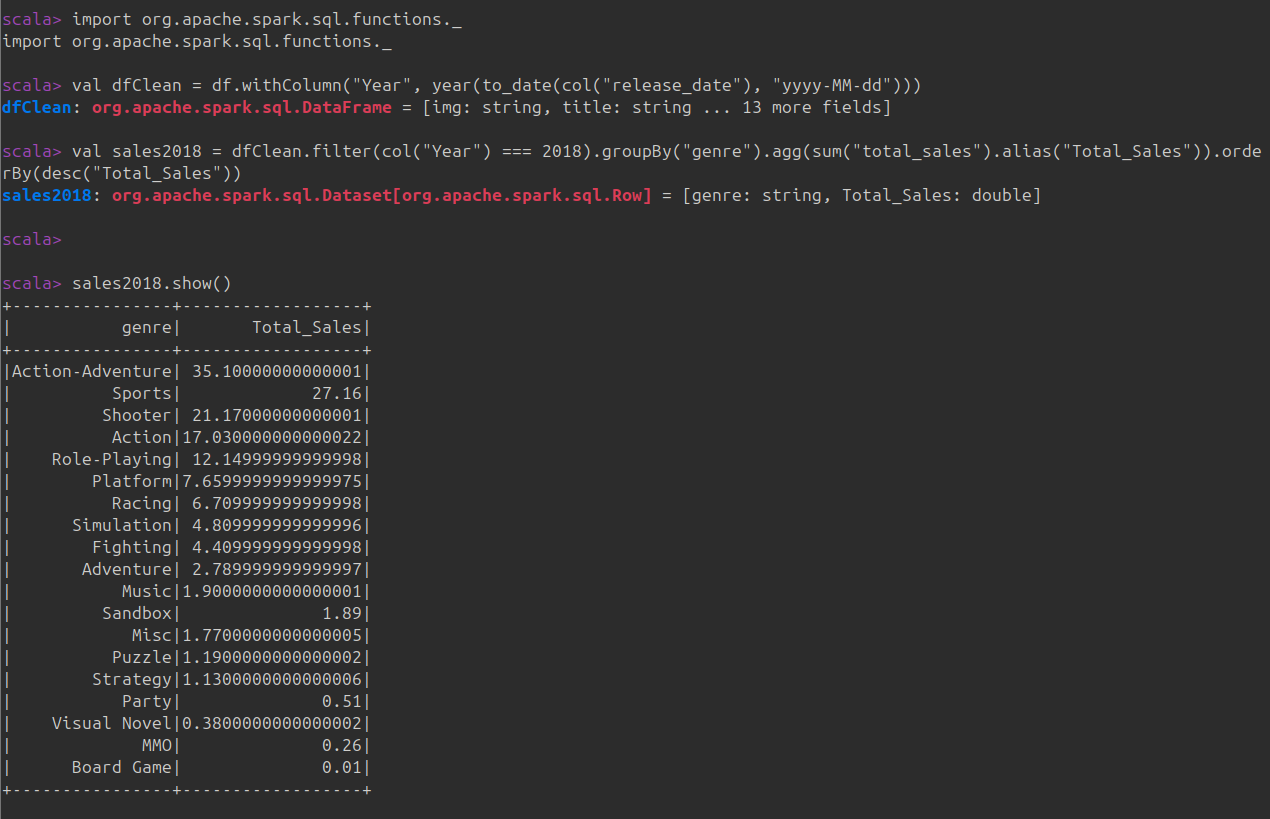 scala> import org.apache.spark.sql.functions._
import org.apache.spark.sql.functions._
scala> val dfClean = df.withColumn("Year", year(to_date(col("release_date"), "yyyy-MM-dd")))
dfClean: org.apache.spark.sql.DataFrame = [img: string, title: string ... 13 more fields]
scala> val sales2018 = dfClean.filter(col("Year") === 2018).groupBy("genre").agg(sum("total_sales").alias("Total_Sales")).orde
rBy(desc("Total_Sales"))
sales2018: org.apache.spark.sql.Dataset[org.apache.spark.sql.Row] = [genre: string, Total_Sales: double]
scala>
scala> sales2018.show()
+----------------+------------------+
|           genre|       Total_Sales|
+----------------+------------------+
|Action-Adventure| 35.10000000000001|
|          Sports|             27.16|
|         Shooter| 21.17000000000001|
|          Action|17.030000000000022|
|    Role-Playing| 12.14999999999998|
|        Platform|7.6599999999999975|
|          Racing| 6.709999999999998|
|      Simulation| 4.809999999999996|
|        Fighting| 4.409999999999998|
|       Adventure| 2.789999999999997|
|           Music|1.9000000000000001|
|         Sandbox|              1.89|
|            Misc|1.7700000000000005|
|          Puzzle|1.1900000000000002|
|        Strategy|1.1300000000000006|
|           Party|              0.51|
|    Visual Novel|0.3800000000000002|
|             MMO|              0.26|
|      Board Game|              0.01|
+----------------+------------------+